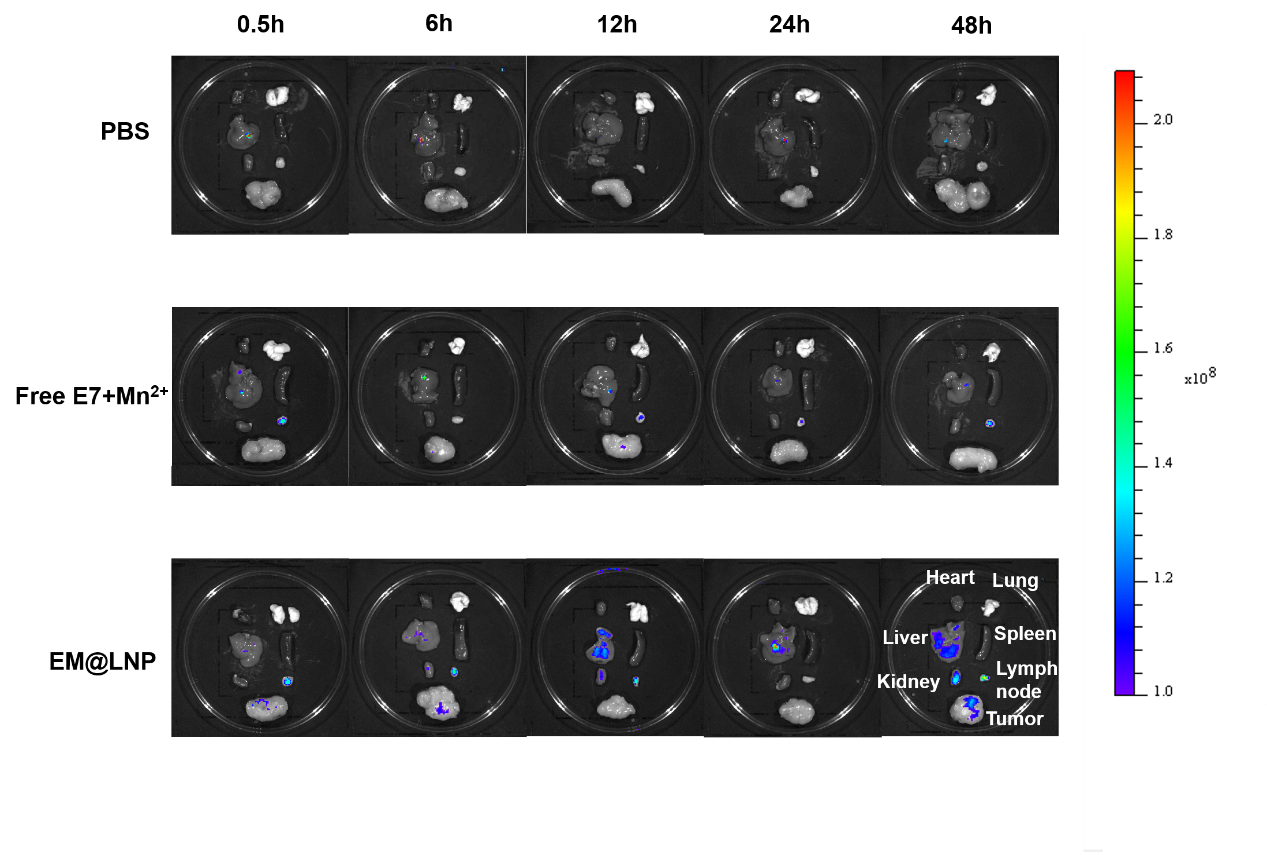 0.5h 6h 12h 24h 48h
PBS
2.0
1.8
1.6
x10⁸
Free E7+Mn²⁺
1.4
1.2
1.0
EM@LNP
Heart Lung
Liver Spleen
Kidney Lymph
node
Tumor